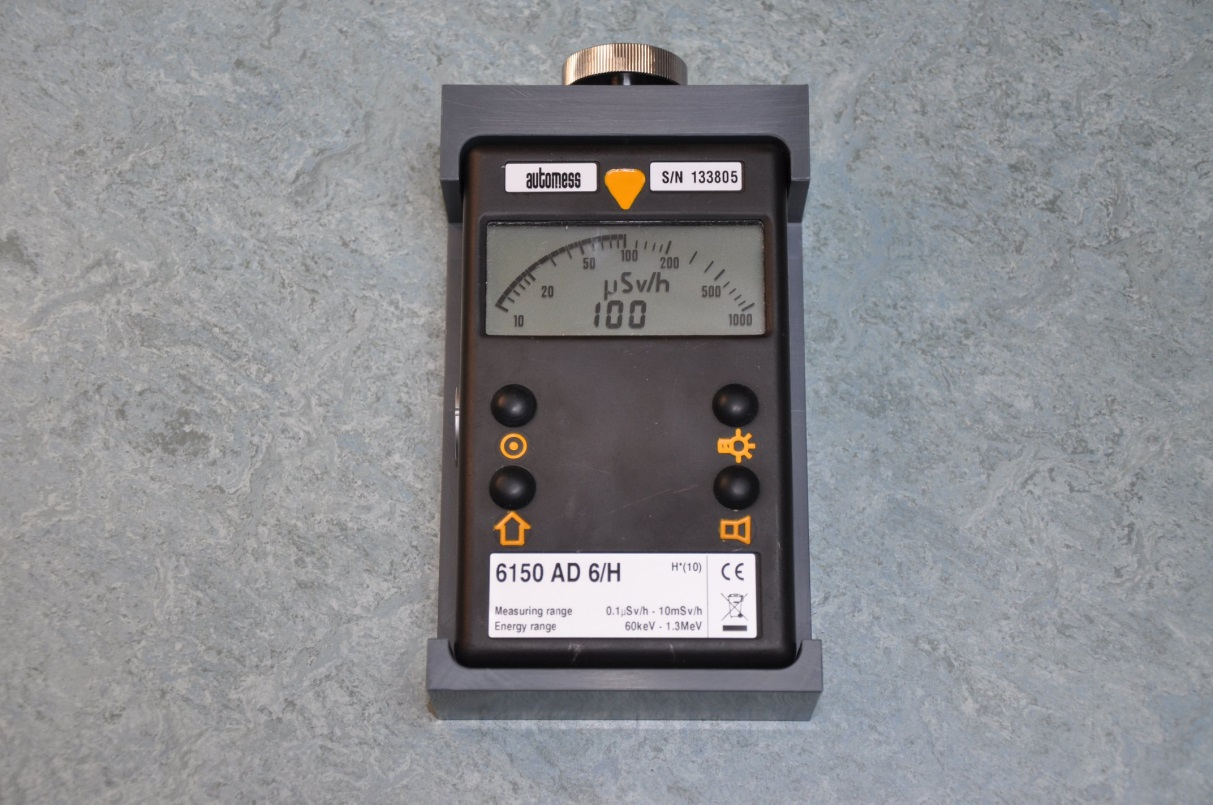 automess
S/N 133805
50 100 200
20 500
µSv/h
10 100 1000
6150 AD 6/H
H*(10)
CE
Measuring range 0.1µSv/h - 10mSv/h
Energy range 60keV - 1.3MeV